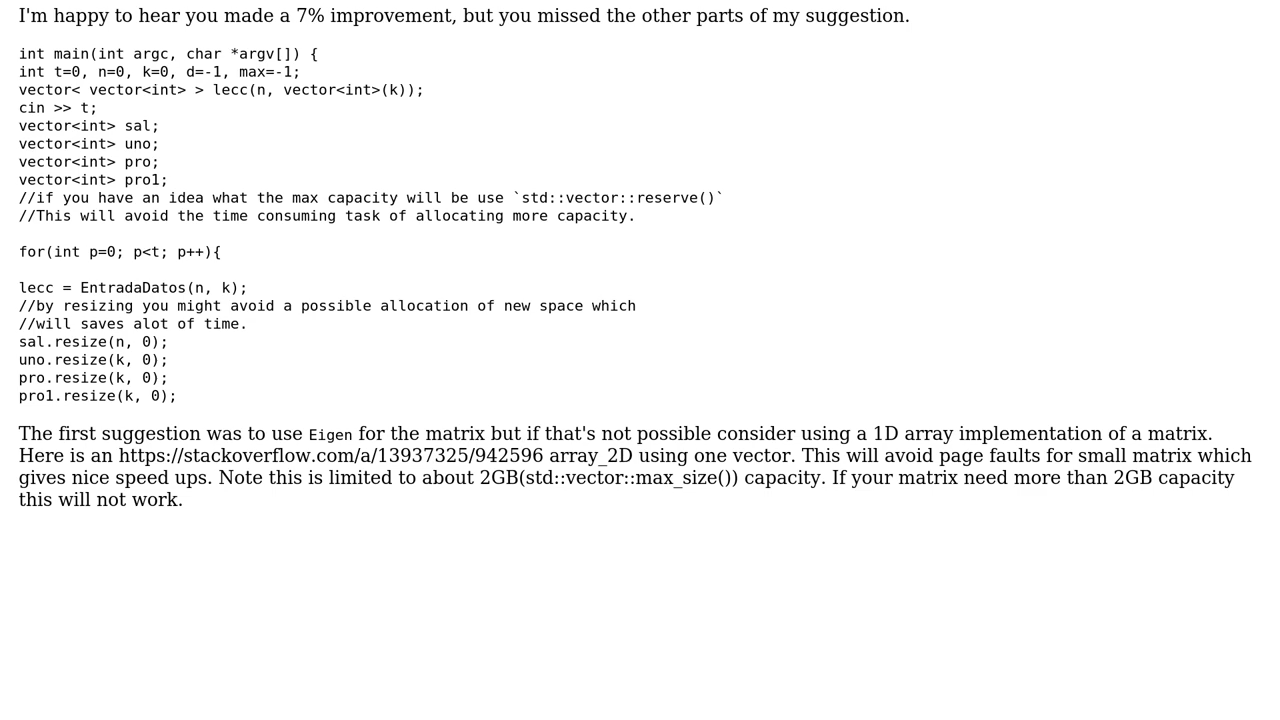 I'm happy to hear you made a 7% improvement, but you missed the other parts of my suggestion.
int main(int argc, char *argv[]) {
int t=0, n=0, k=0, d=-1, max=-1;
vector< vector<int> > lecc(n, vector<int>(k));
cin >> t;
vector<int> sal;
vector<int> uno;
vector<int> pro;
vector<int> pro1;
//if you have an idea what the max capacity will be use `std::vector::reserve()`
//This will avoid the time consuming task of allocating more capacity.
for(int p=0; p<t; p++){
lecc = EntradaDatos(n, k);
//by resizing you might avoid a possible allocation of new space which
//will saves alot of time.
sal.resize(n, 0);
uno.resize(k, 0);
pro.resize(k, 0);
pro1.resize(k, 0);
The first suggestion was to use Eigen for the matrix but if that's not possible consider using a 1D array implementation of a matrix.
Here is an https://stackoverflow.com/a/13937325/942596 array_2D using one vector. This will avoid page faults for small matrix which
gives nice speed ups. Note this is limited to about 2GB(std::vector::max_size()) capacity. If your matrix need more than 2GB capacity
this will not work.